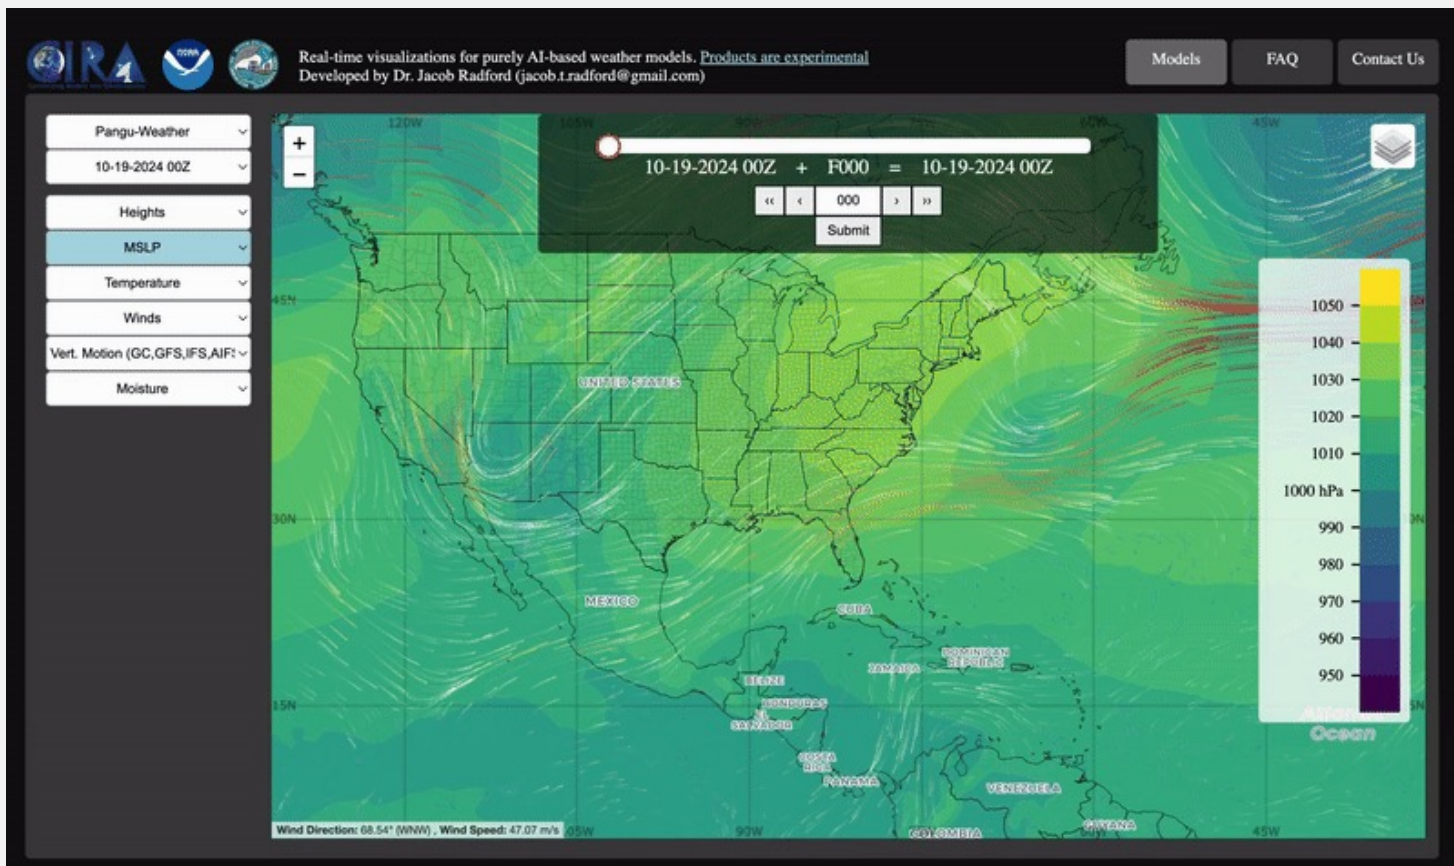 CIRA
NOAA
Real-time visualizations for purely AI-based weather models. Products are experimental
Developed by Dr. Jacob Radford (jacob.t.radford@gmail.com)
Models
FAQ
Contact Us
Pangu-Weather
10-19-2024 00Z
Heights
MSLP
Temperature
Winds
Vert. Motion (GC,GFS,IFS,AIFS
Moisture
+
−
10-19-2024 00Z + F000 = 10-19-2024 00Z
‹‹ ‹ 000 › ››
Submit
120W
105W
90W
60W
45W
45N
30N
15N
UNITED STATES
MEXICO
CUBA
JAMAICA
DOMINICAN
REPUBLIC
BELIZE
HONDURAS
EL
SALVADOR
COSTA
RICA
PANAMA
VENEZUELA
COLOMBIA
GUYANA
1050
1040
1030
1020
1010
1000 hPa
990
980
970
960
950
Ocean
Wind Direction: 68.54° (WNW) , Wind Speed: 47.07 m/s
105W
90W
60W
45W